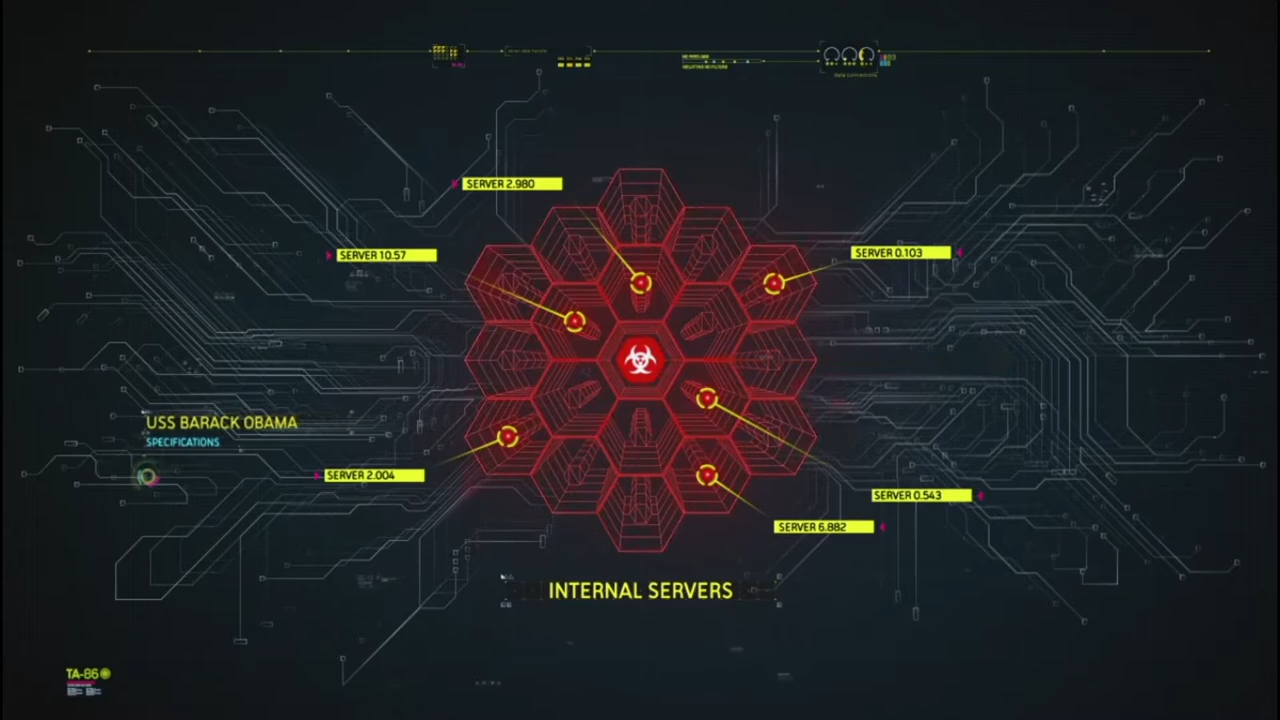 SERVER 2.980
SERVER 10.57
SERVER 0.103
USS BARACK OBAMA
SPECIFICATIONS
SERVER 2.004
SERVER 0.543
SERVER 6.882
INTERNAL SERVERS
TA-86